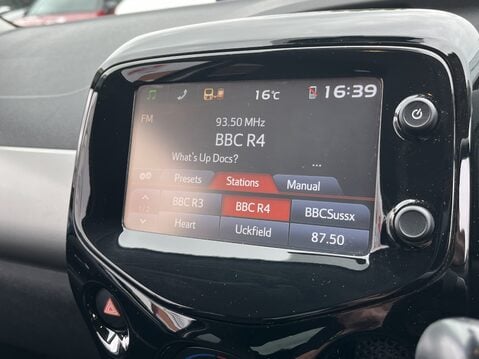 16℃ 16:39
FM
93.50 MHz
BBC R4
What's Up Docs?
...
Presets Stations Manual
BBC R3 BBC R4 BBCSussx
Heart Uckfield 87.50